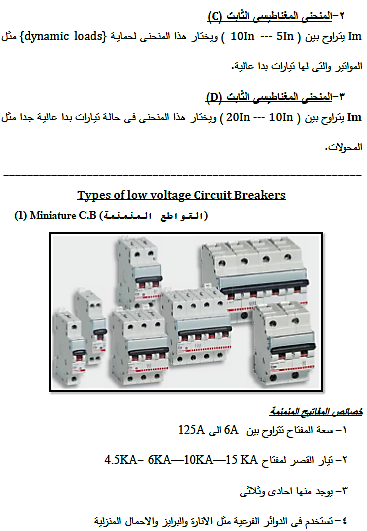 ٢-المنحنى المغناطيسى الثابت (C)
Im يتراوح بين ( 10In --- 5In ) ويختار هذا المنحنى لحماية {dynamic loads} مثل
المواتير والتى لها تيارات بدا عالية.
٣-المنحنى المغناطيسى الثابت (D)
Im يتراوح بين ( 20In --- 10In ) ويختار هذا المنحنى فى حالة تيارات بدا عالية جدا مثل
المحولات.
Types of low voltage Circuit Breakers
(1) Miniature C.B (القواطع المنمنمة)
خصائص المفاتيح المنمنمة
١- سعة المفتاح تتراوح بين 6A الى 125A
٢- تيار القصر لمفتاح 4.5KA– 6KA—10KA—15 KA
٣- يوجد منها احادى وثلاثى
٤- تستخدم فى الدوائر الفرعية مثل الانارة والبرايز والاحمال المنزلية